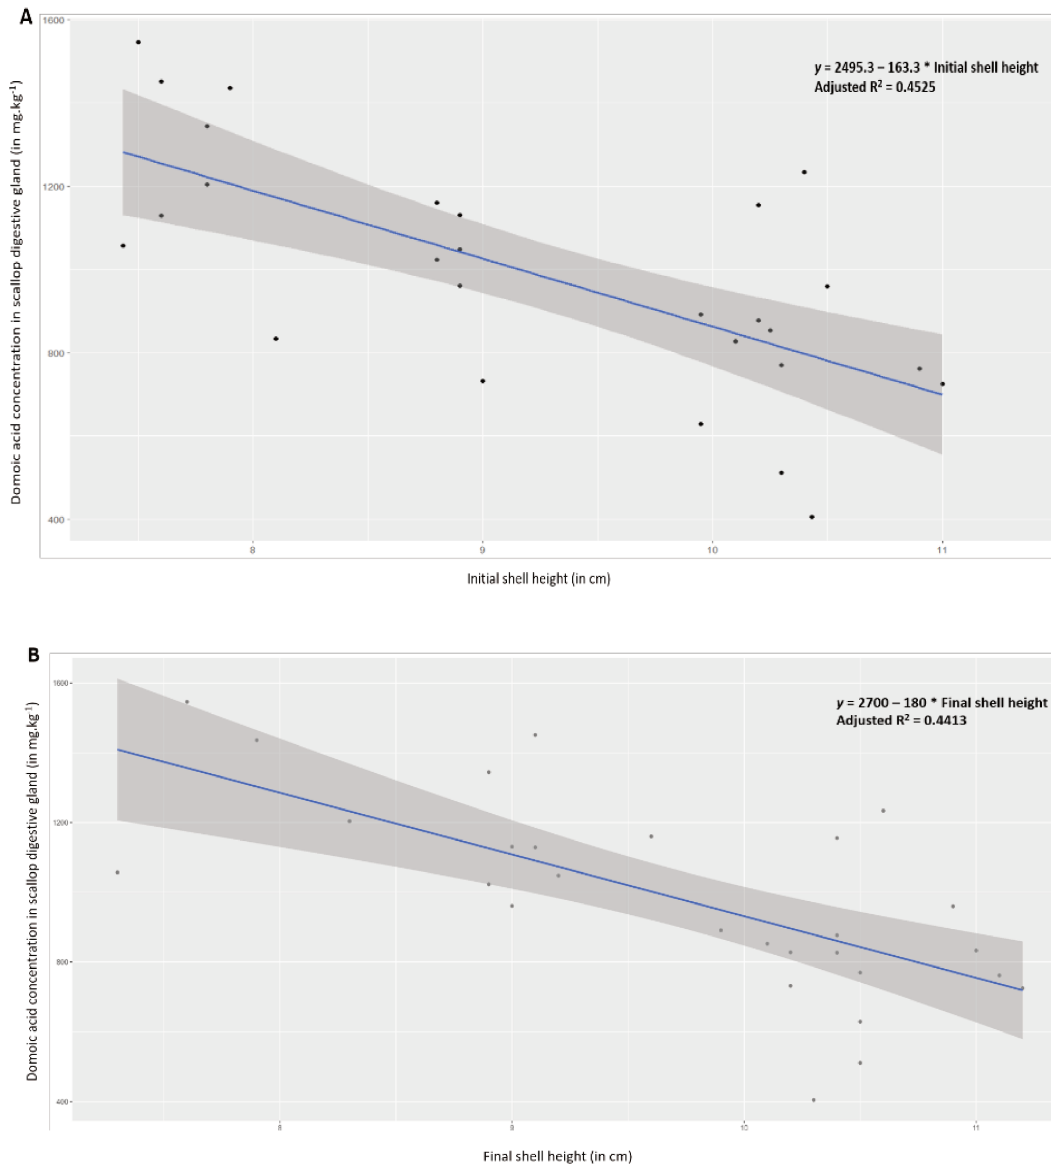 A
1600
1200
800
400
Domoic acid concentration in scallop digestive gland (in mg.kg⁻¹)
y = 2495.3 – 163.3 * Initial shell height
Adjusted R² = 0.4525
8 9 10 11
Initial shell height (in cm)
B
1600
1200
800
400
Domoic acid concentration in scallop digestive gland (in mg.kg⁻¹)
y = 2700 – 180 * Final shell height
Adjusted R² = 0.4413
8 9 10 11
Final shell height (in cm)